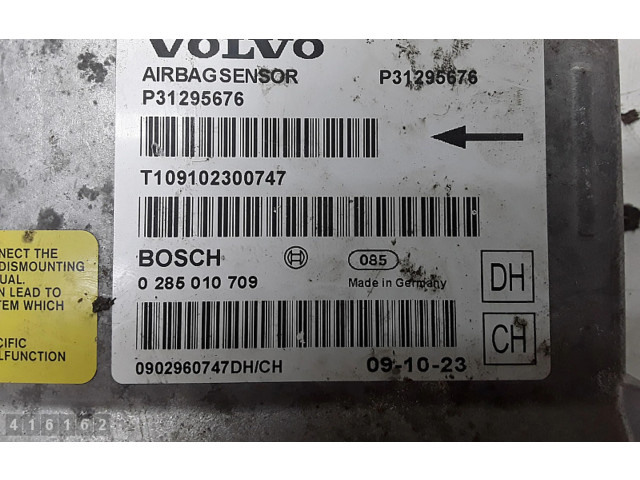 VOLVO
AIRBAG SENSOR P31295676
P31295676
T109102300747
BOSCH 085
0 285 010 709 Made in Germany
DH
CH
0902960747DH/CH 09-10-23
NECT THE
DISMOUNTING
UAL.
N LEAD TO
TEM WHICH
CIFIC
ALFUNCTION
416162